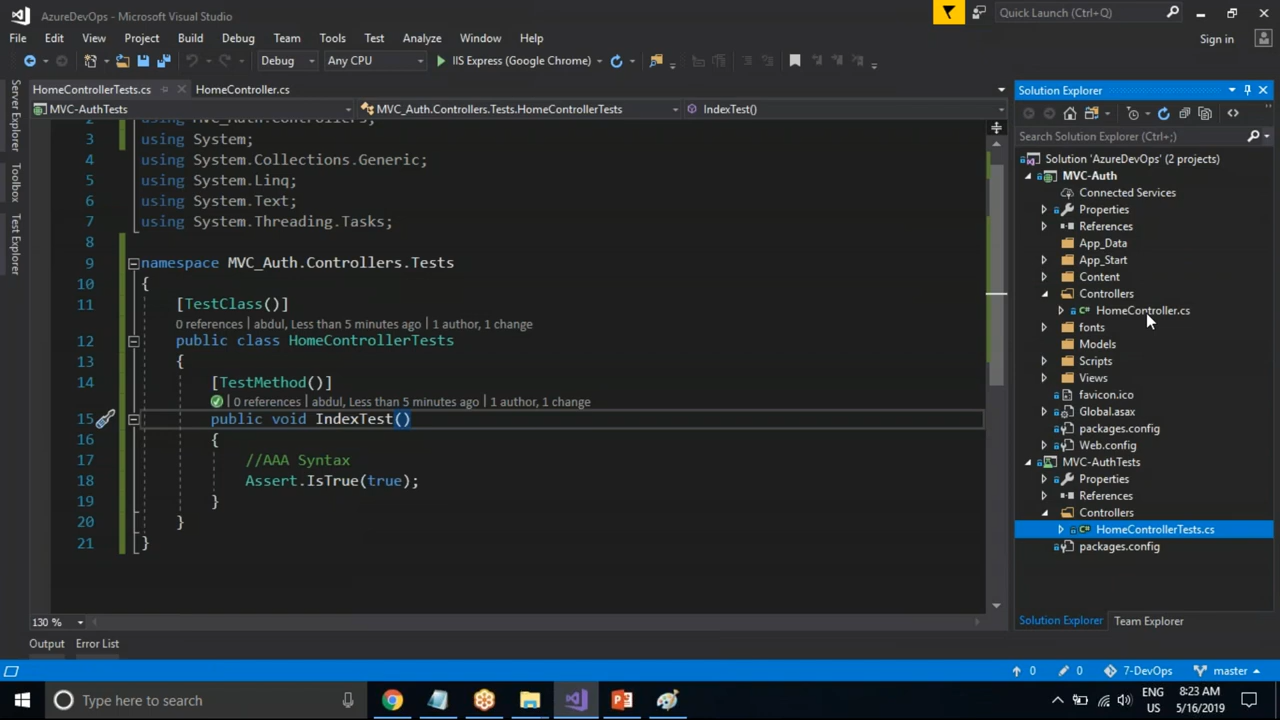 AzureDevOps - Microsoft Visual Studio
Quick Launch (Ctrl+Q)
File Edit View Project Build Debug Team Tools Test Analyze Window Help
Sign in
Debug Any CPU IIS Express (Google Chrome)
HomeControllerTests.cs HomeController.cs
MVC-AuthTests MVC_Auth.Controllers.Tests.HomeControllerTests IndexTest()
Server Explorer
Toolbox
Test Explorer
2 using MVC_Auth.Controllers;
3 using System;
4 using System.Collections.Generic;
5 using System.Linq;
6 using System.Text;
7 using System.Threading.Tasks;
8
9 namespace MVC_Auth.Controllers.Tests
10 {
11 [TestClass()]
0 references | abdul, Less than 5 minutes ago | 1 author, 1 change
12 public class HomeControllerTests
13 {
14 [TestMethod()]
| 0 references | abdul, Less than 5 minutes ago | 1 author, 1 change
15 public void IndexTest()
16 {
17 //AAA Syntax
18 Assert.IsTrue(true);
19 }
20 }
21 }
130 %
Output Error List
Solution Explorer
Search Solution Explorer (Ctrl+;)
Solution 'AzureDevOps' (2 projects)
MVC-Auth
Connected Services
Properties
References
App_Data
App_Start
Content
Controllers
C# HomeController.cs
fonts
Models
Scripts
Views
favicon.ico
Global.asax
packages.config
Web.config
MVC-AuthTests
Properties
References
Controllers
C# HomeControllerTests.cs
packages.config
Solution Explorer Team Explorer
0 0 7-DevOps master
Type here to search
ENG
US
8:23 AM
5/16/2019